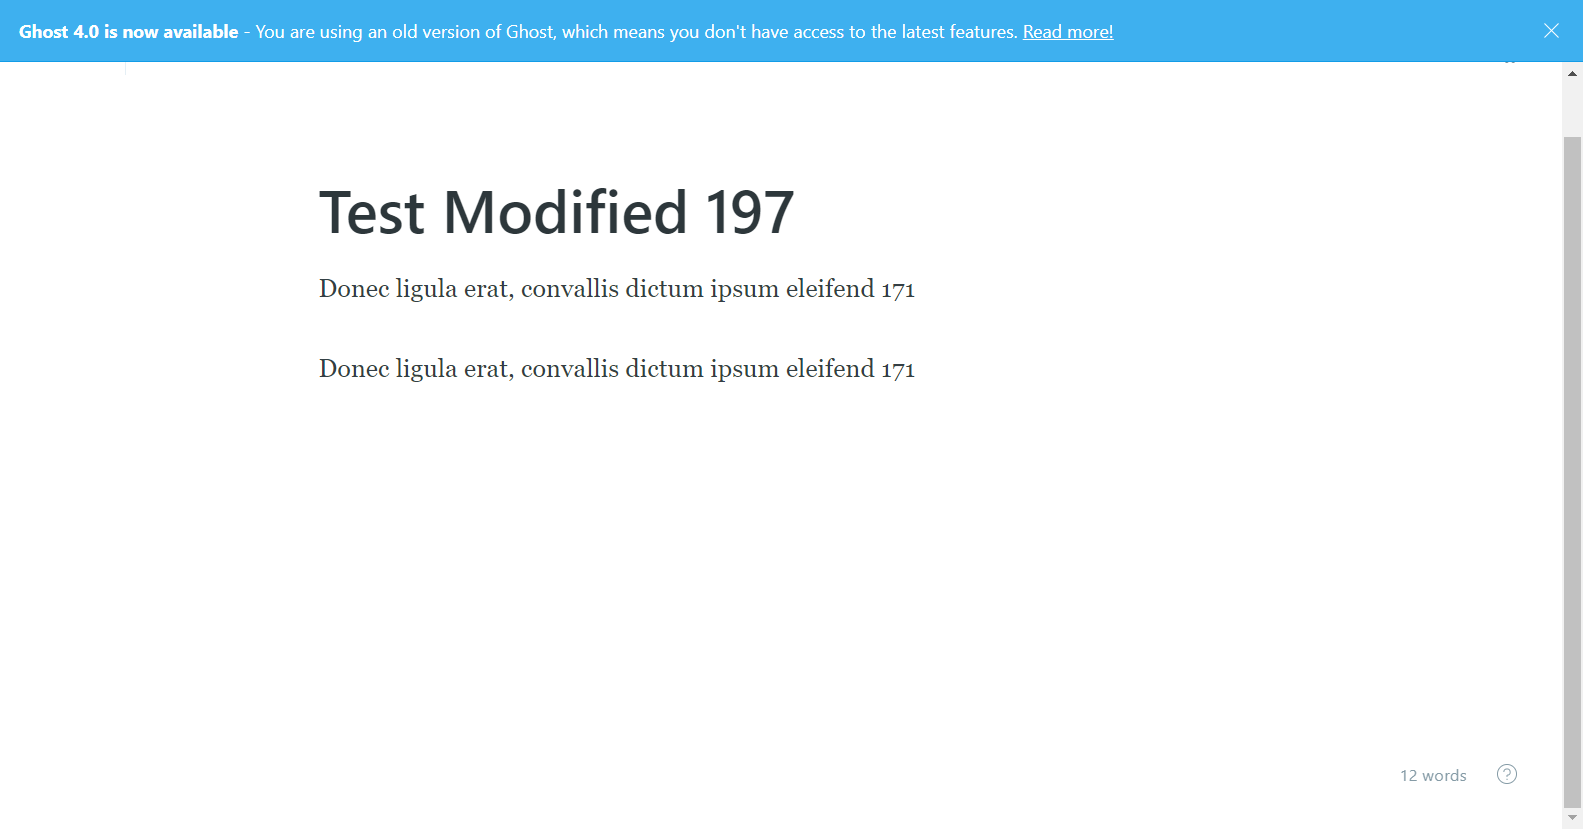 Ghost 4.0 is now available - You are using an old version of Ghost, which means you don't have access to the latest features. Read more!
Test Modified 197
Donec ligula erat, convallis dictum ipsum eleifend 171
Donec ligula erat, convallis dictum ipsum eleifend 171
12 words